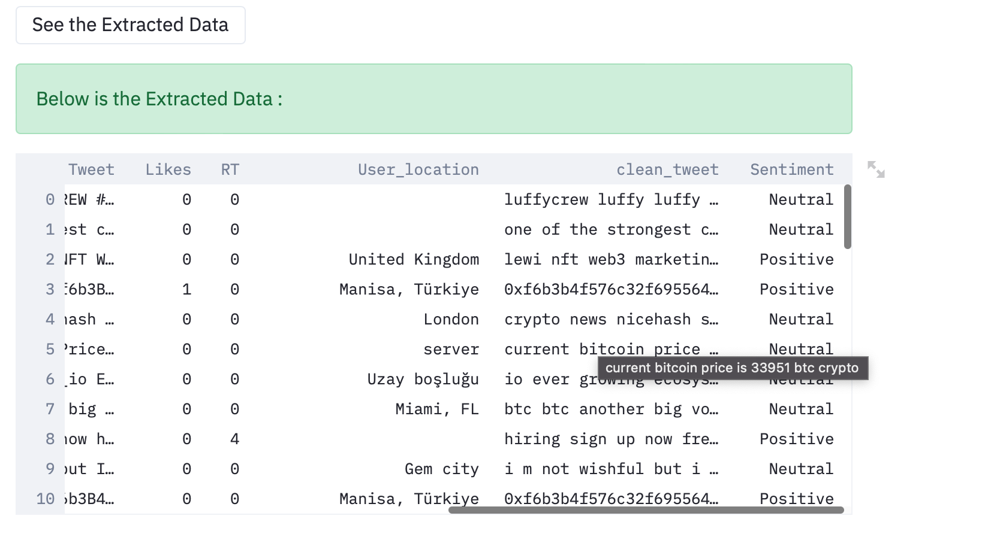 See the Extracted Data
Below is the Extracted Data :
Tweet Likes RT User_location clean_tweet Sentiment
0 REW #… 0 0 luffycrew luffy luffy … Neutral
1 est c… 0 0 one of the strongest c… Neutral
2 NFT W… 0 0 United Kingdom lewi nft web3 marketin… Positive
3 f6b3B… 1 0 Manisa, Türkiye 0xf6b3b4f576c32f695564… Positive
4 hash … 0 0 London crypto news nicehash s… Neutral
5 Price… 0 0 server current bitcoin price … Neutral
current bitcoin price is 33951 btc crypto
6 _io E… 0 0 Uzay boşluğu io ever growing ecosys… Neutral
7 big … 0 0 Miami, FL btc btc another big vo… Neutral
8 now h… 0 4 hiring sign up now fre… Positive
9 out I… 0 0 Gem city i m not wishful but i … Neutral
10 6b3B4… 0 0 Manisa, Türkiye 0xf6b3b4f576c32f695564… Positive